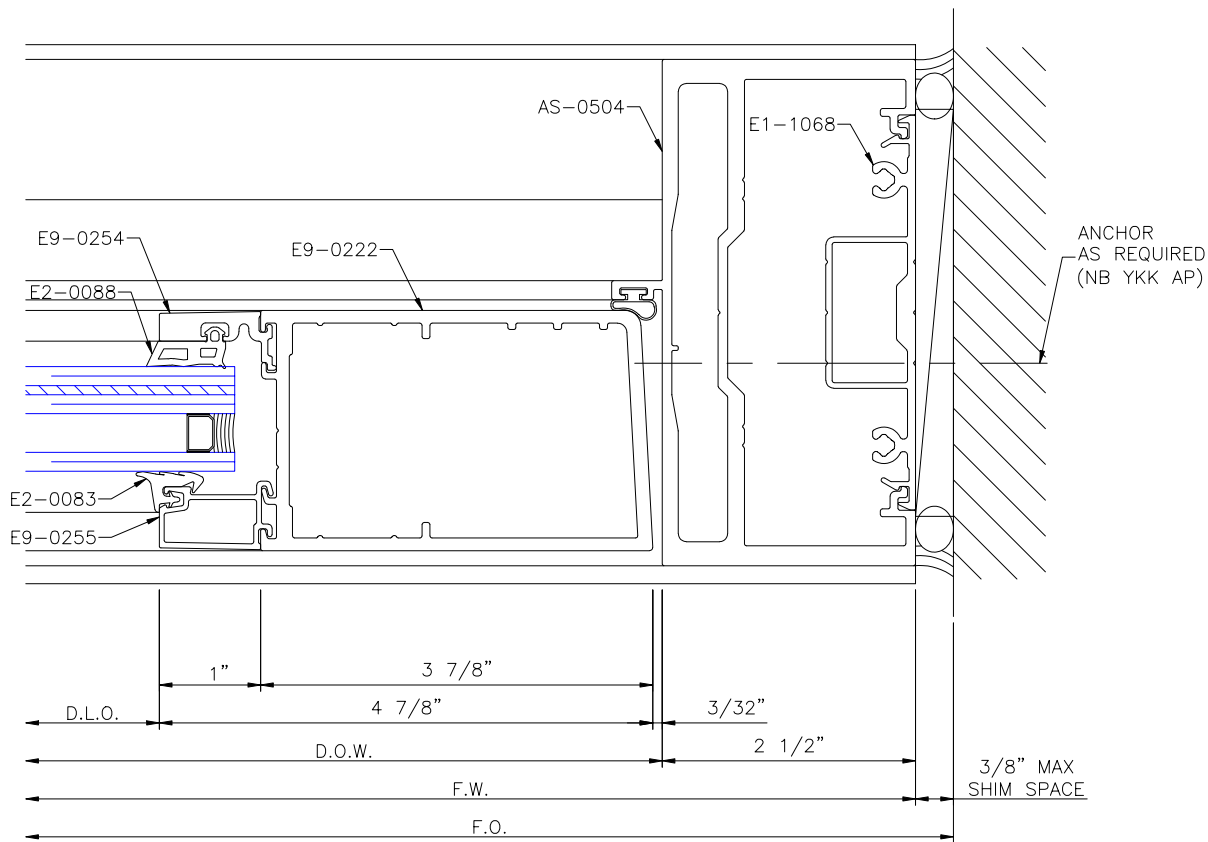 AS-0504
E1-1068
ANCHOR
AS REQUIRED
(NB YKK AP)
E9-0254
E9-0222
E2-0088
E2-0083
E9-0255
1”
3 7/8”
D.L.O.
4 7/8”
3/32”
D.O.W.
2 1/2”
F.W.
3/8” MAX
SHIM SPACE
F.O.